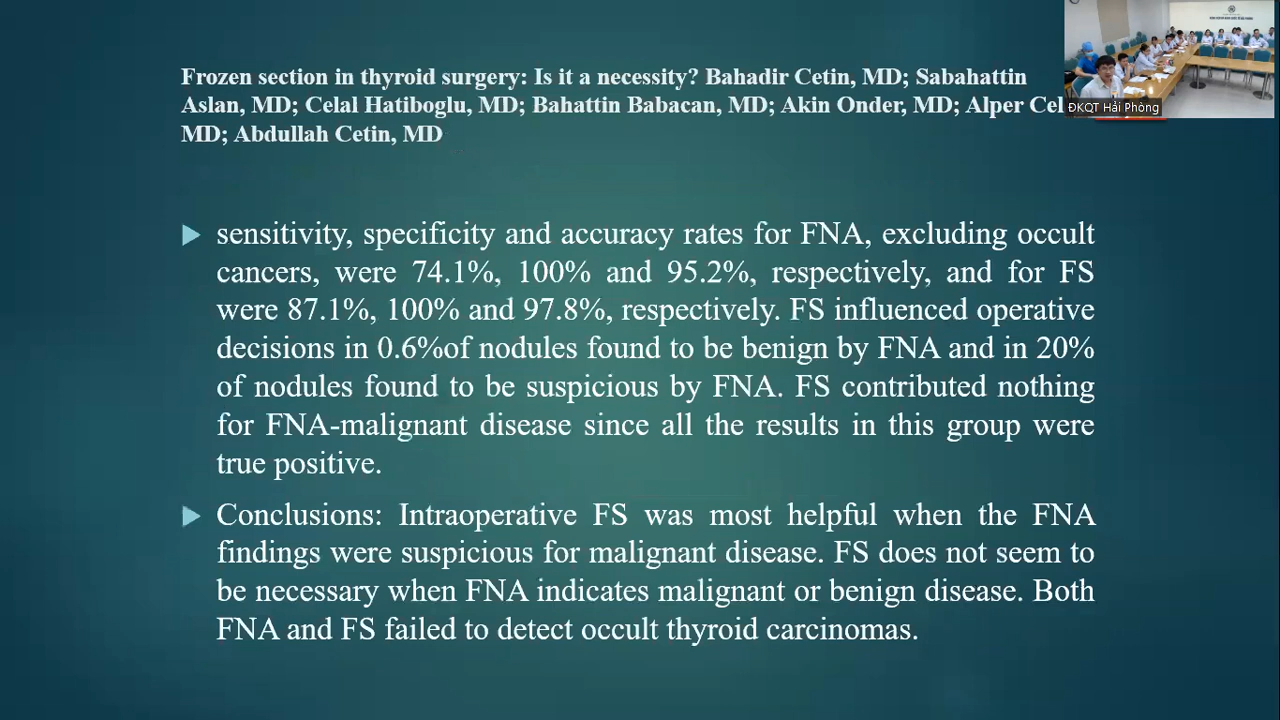 Frozen section in thyroid surgery: Is it a necessity? Bahadir Cetin, MD; Sabahattin
Aslan, MD; Celal Hatiboglu, MD; Bahattin Babacan, MD; Akin Onder, MD; Alper Cel
MD; Abdullah Cetin, MD
ĐKQT Hải Phòng
sensitivity, specificity and accuracy rates for FNA, excluding occult
cancers, were 74.1%, 100% and 95.2%, respectively, and for FS
were 87.1%, 100% and 97.8%, respectively. FS influenced operative
decisions in 0.6%of nodules found to be benign by FNA and in 20%
of nodules found to be suspicious by FNA. FS contributed nothing
for FNA-malignant disease since all the results in this group were
true positive.
Conclusions: Intraoperative FS was most helpful when the FNA
findings were suspicious for malignant disease. FS does not seem to
be necessary when FNA indicates malignant or benign disease. Both
FNA and FS failed to detect occult thyroid carcinomas.